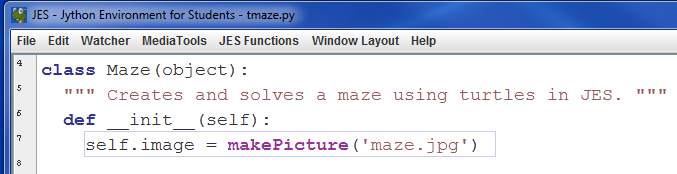 JES - Jython Environment for Students - tmaze.py
File Edit Watcher MediaTools JES Functions Window Layout Help
4 class Maze(object):
5 """ Creates and solves a maze using turtles in JES. """
6 def __init__(self):
7 self.image = makePicture('maze.jpg')
8